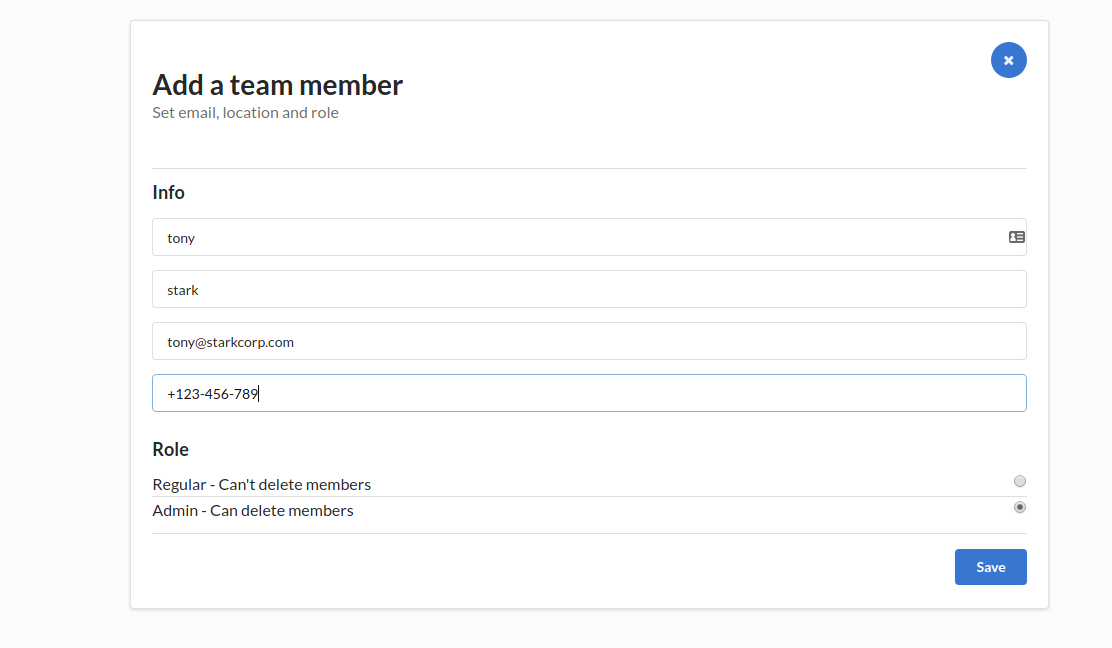 Add a team member
Set email, location and role
Info
tony
stark
tony@starkcorp.com
+123-456-789
Role
Regular - Can't delete members
Admin - Can delete members
Save